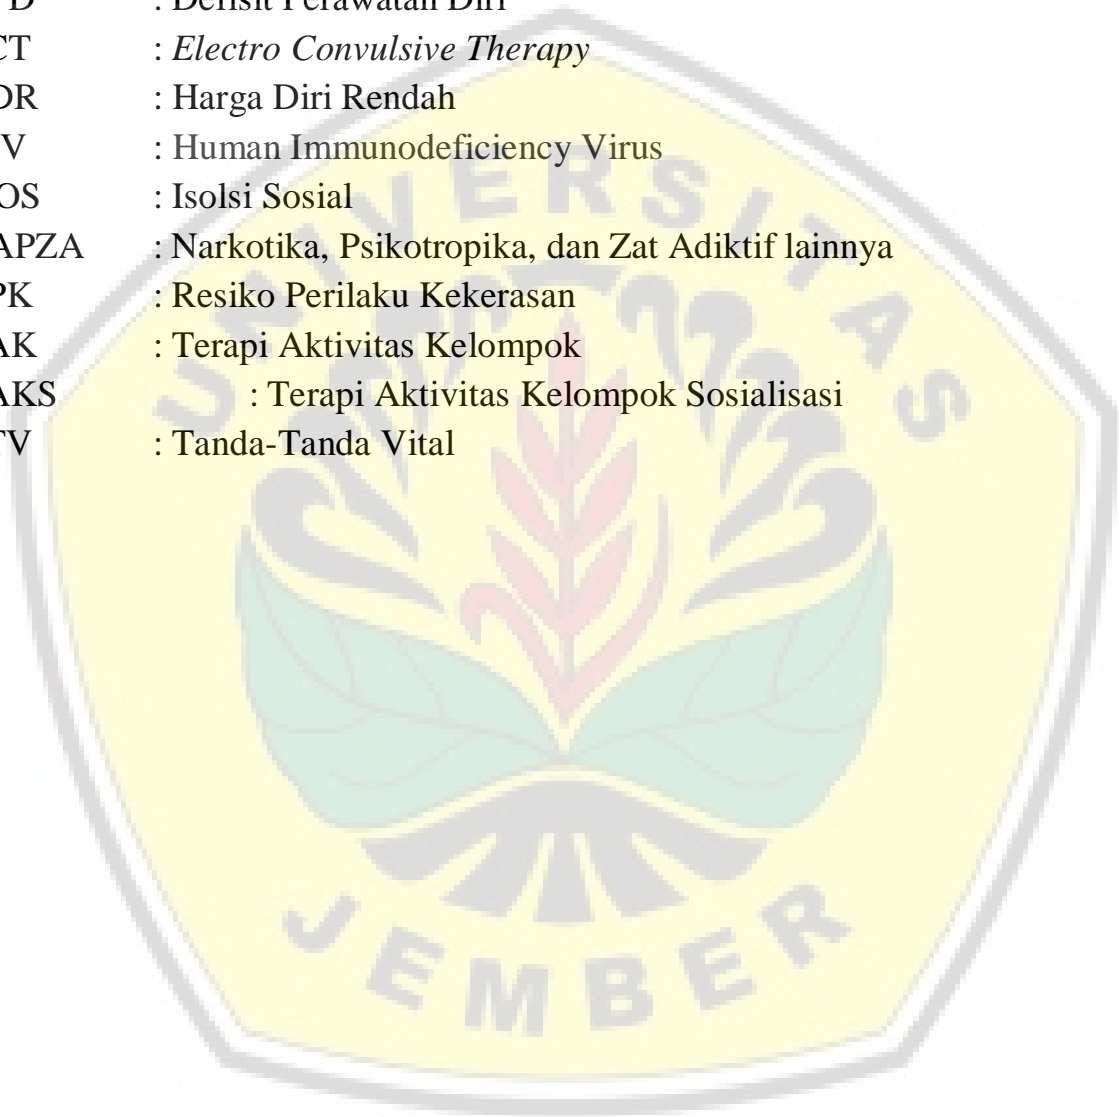 D : Defisit Perawatan Diri
CT : Electro Convulsive Therapy
DR : Harga Diri Rendah
V : Human Immunodeficiency Virus
OS : Isolsi Sosial
APZA : Narkotika, Psikotropika, dan Zat Adiktif lainnya
PK : Resiko Perilaku Kekerasan
AK : Terapi Aktivitas Kelompok
AKS : Terapi Aktivitas Kelompok Sosialisasi
TV : Tanda-Tanda Vital
UNIVERSITAS
JEMBER